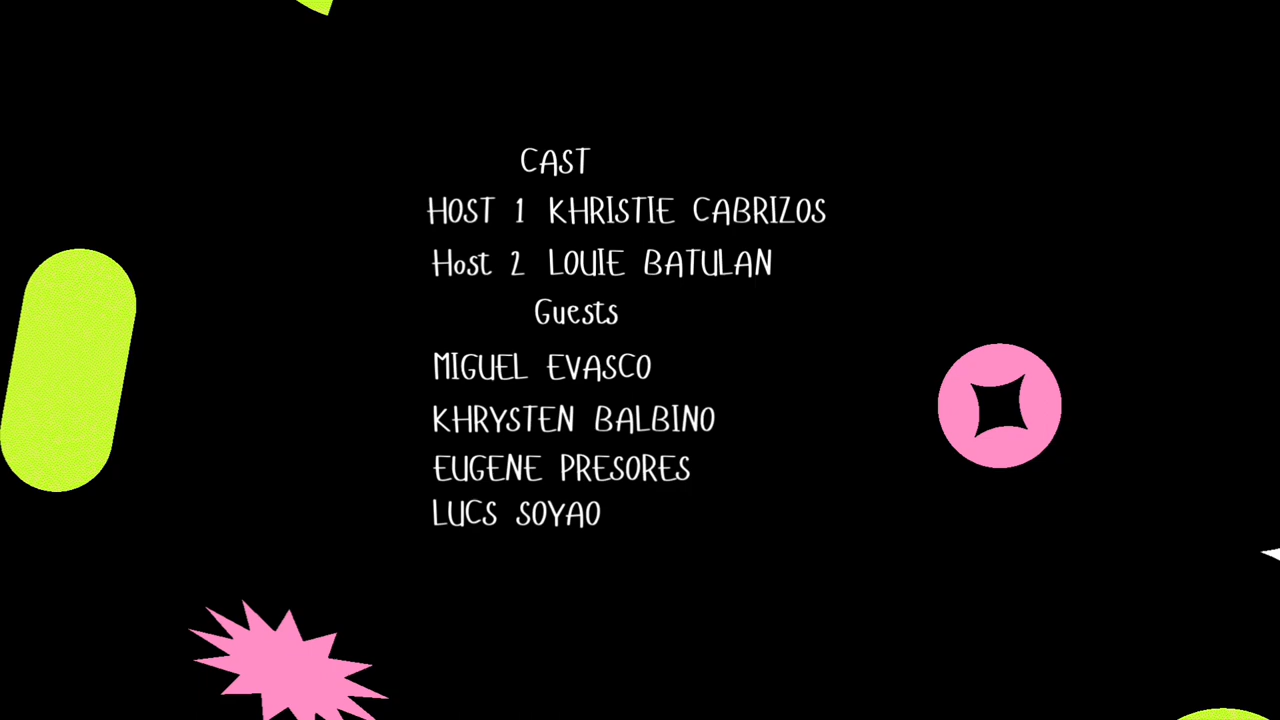 CAST
HOST 1 KHRISTIE CABRIZOS
Host 2 LOUIE BATULAN
Guests
MIGUEL EVASCO
KHRYSTEN BALBINO
EUGENE PRESORES
LUCS SOYAO